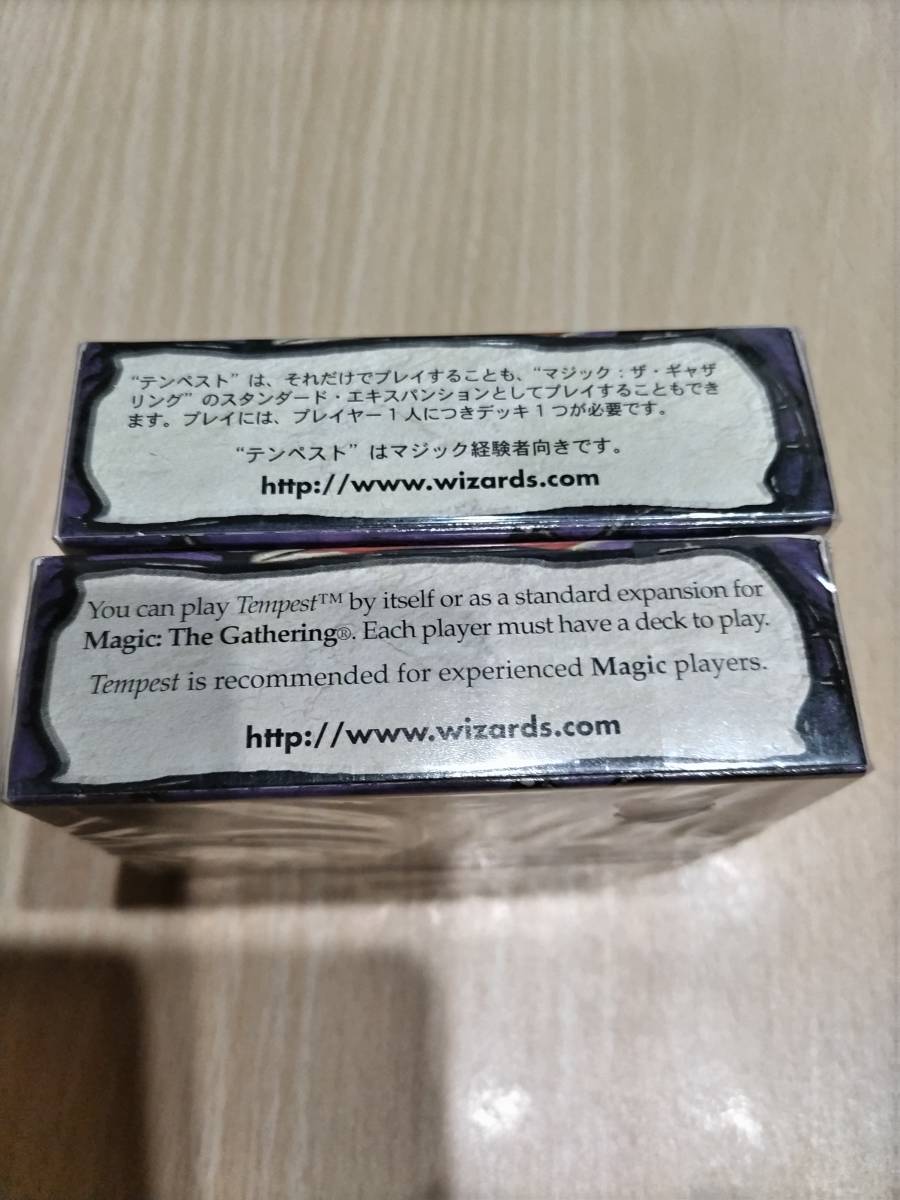 “テンペスト” は、それだけでプレイすることも、“マジック：ザ・ギャザ
リング” のスタンダード・エキスパンションとしてプレイすることもでき
ます。プレイには、プレイヤー１人につきデッキ１つが必要です。
“テンペスト” はマジック経験者向きです。
http://www.wizards.com
You can play Tempest™ by itself or as a standard expansion for
Magic: The Gathering®. Each player must have a deck to play.
Tempest is recommended for experienced Magic players.
http://www.wizards.com